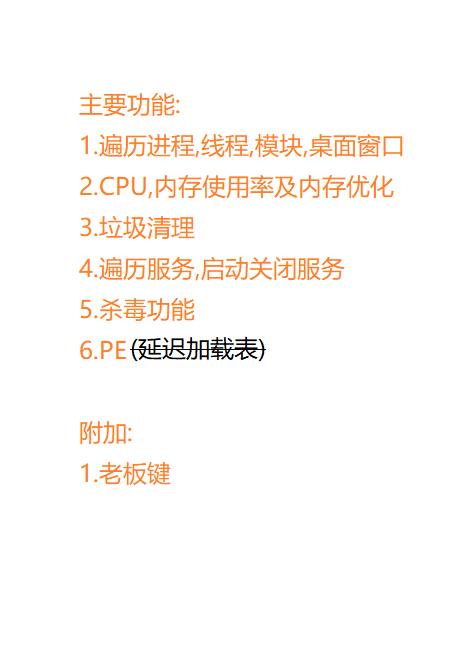 主要功能:
1.遍历进程,线程,模块,桌面窗口
2.CPU,内存使用率及内存优化
3.垃圾清理
4.遍历服务,启动关闭服务
5.杀毒功能
6.PE(延迟加载表)
附加:
1.老板键